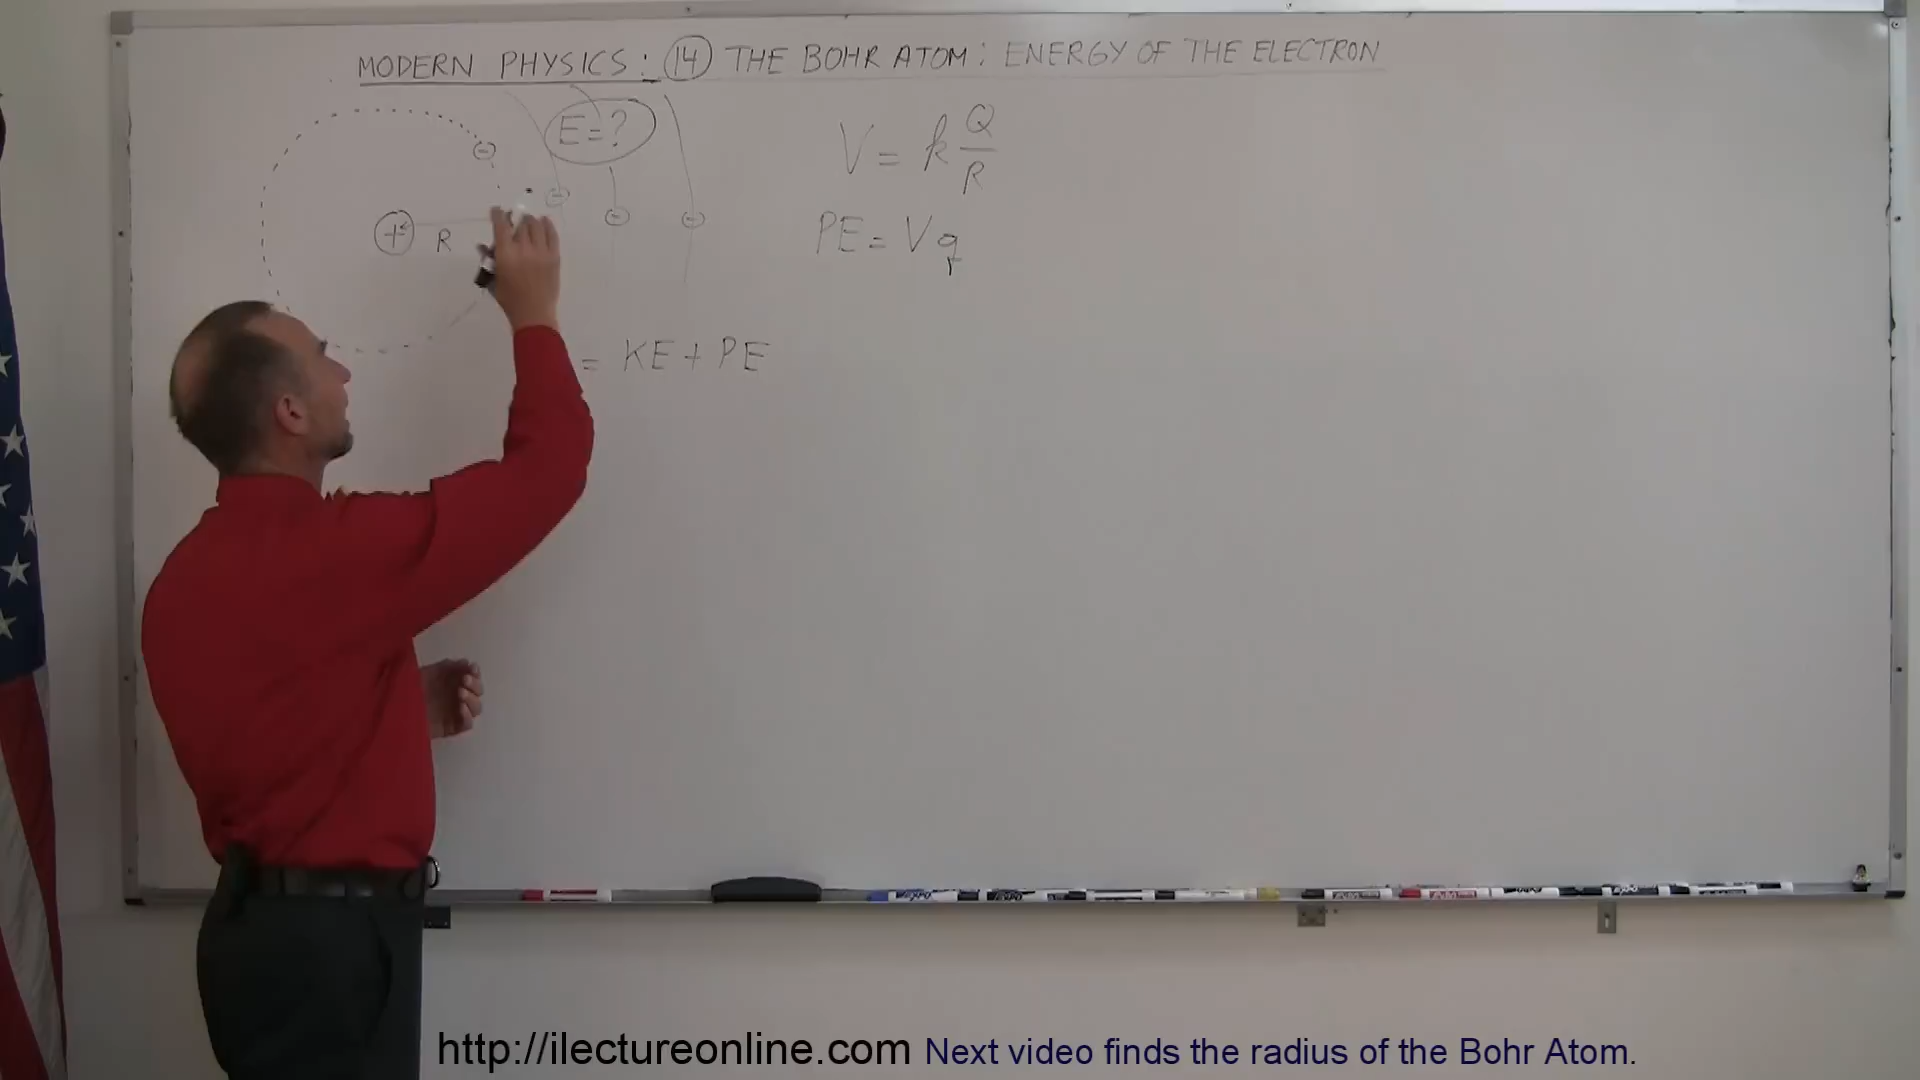 MODERN PHYSICS: 14 THE BOHR ATOM: ENERGY OF THE ELECTRON
E=?
V = k Q/R
R
PE = Vq
= KE + PE
http://ilectureonline.com Next video finds the radius of the Bohr Atom.